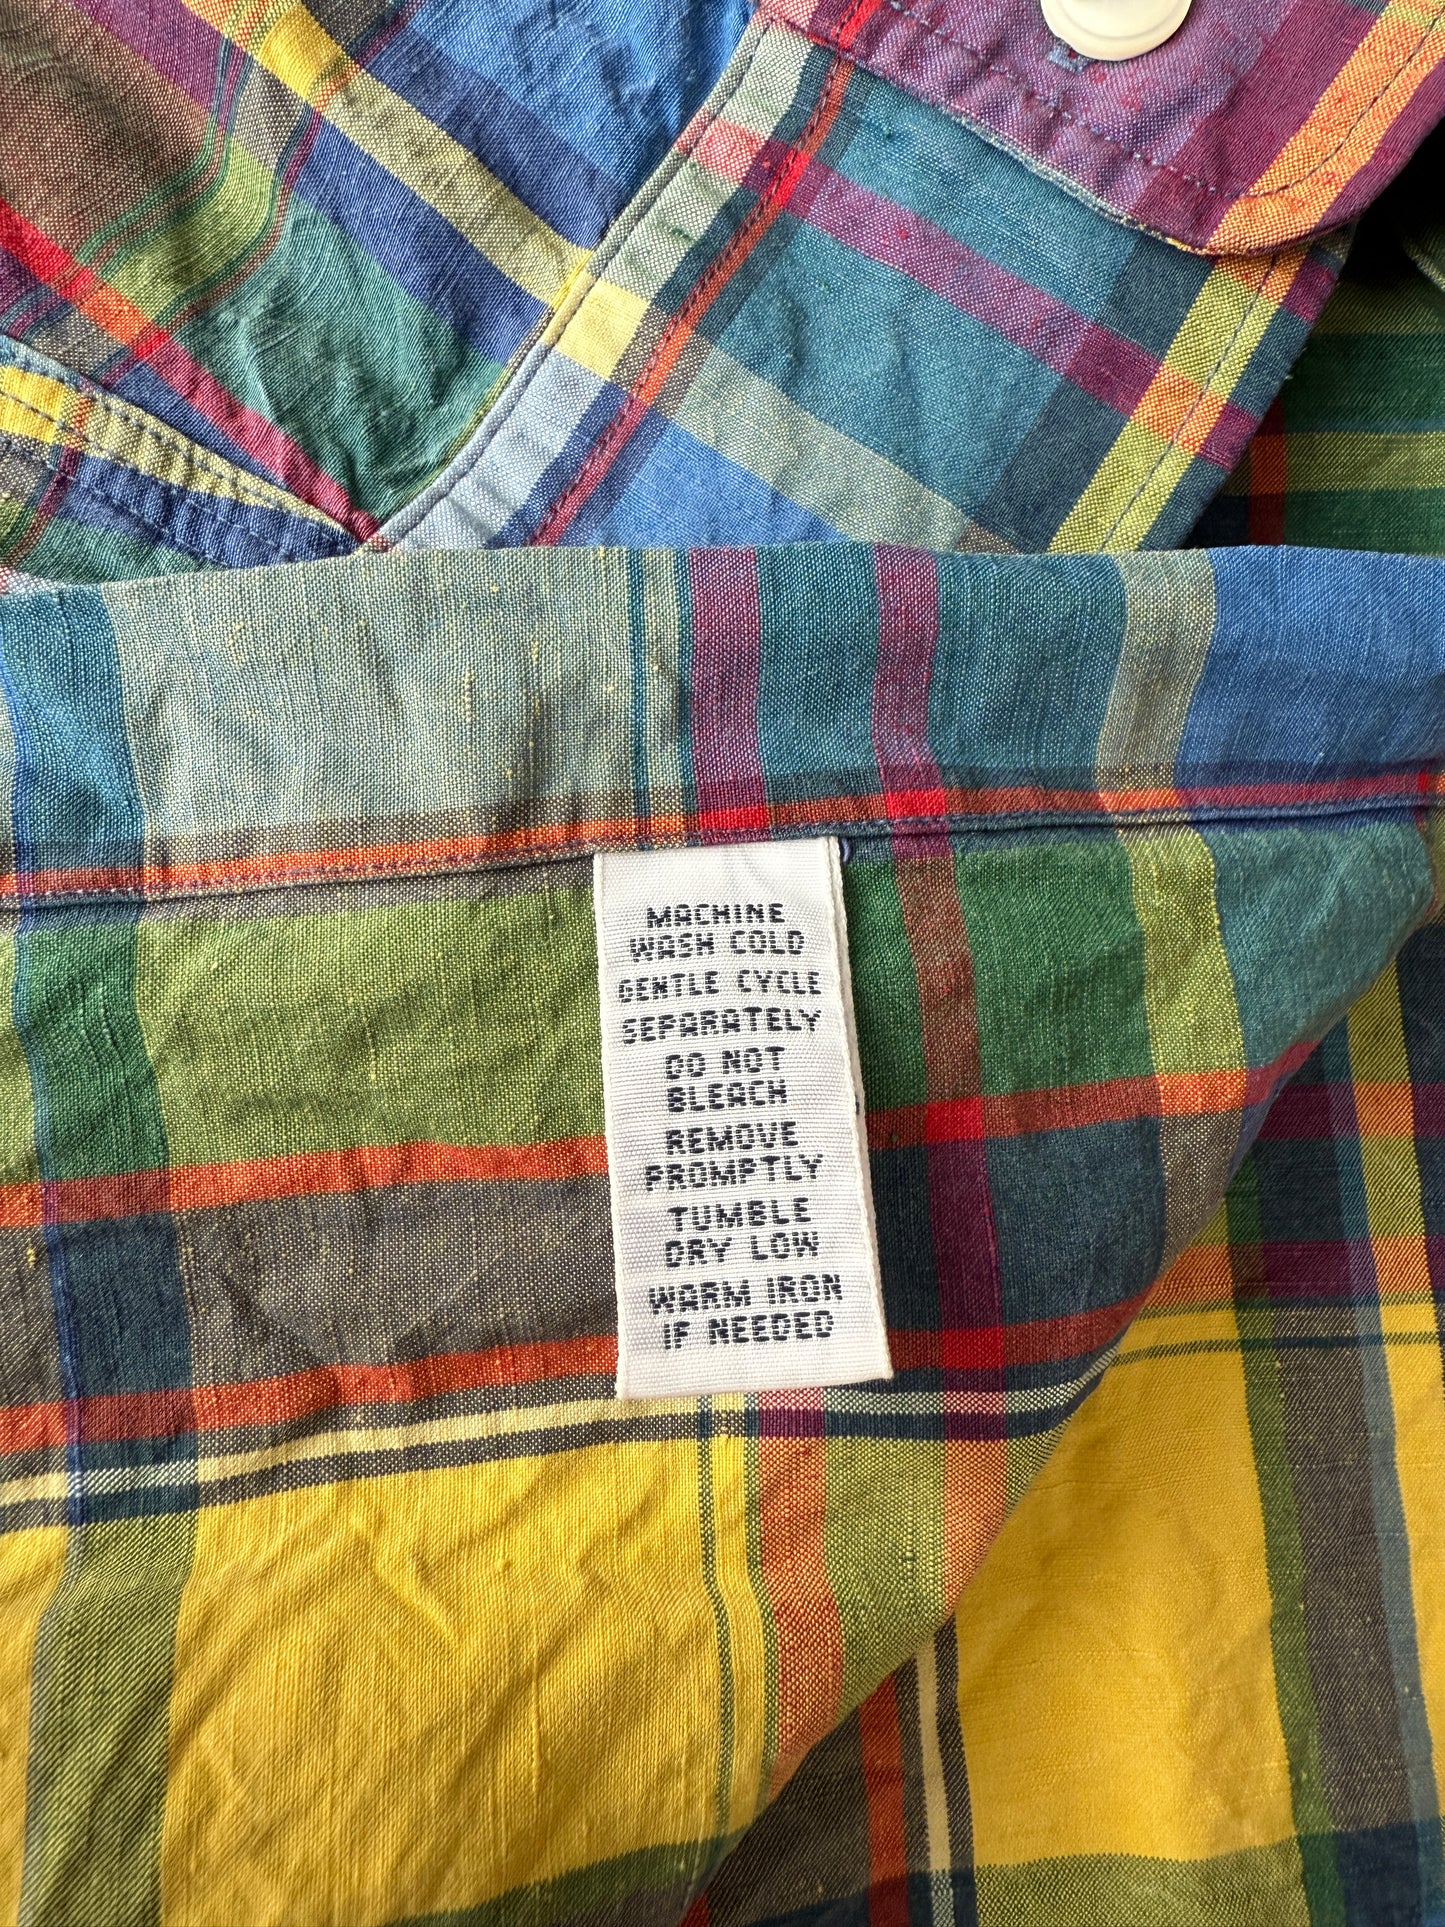 MACHINE
WASH COLD
GENTLE CYCLE
SEPARATELY
DO NOT
BLEACH
REMOVE
PROMPTLY
TUMBLE
DRY LOW
WARM IRON
IF NEEDED